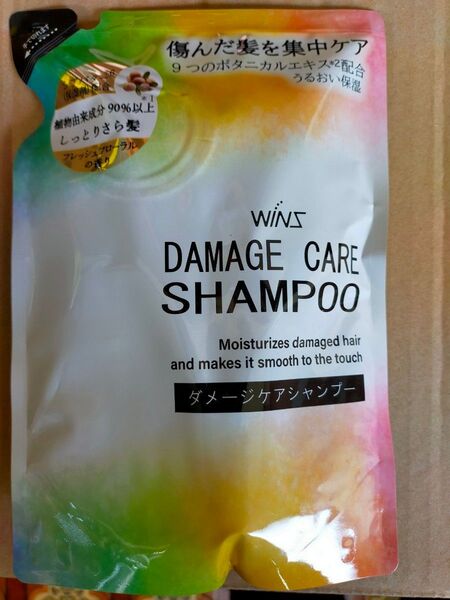 傷んだ髪を集中ケア
9つのボタニカルエキス*2配合
うるおい保湿
*1
植物由来成分90%以上
しっとりさら髪
フレッシュフローラル
の香り
WINS
DAMAGE CARE
SHAMPOO
Moisturizes damaged hair
and makes it smooth to the touch
ダメージケアシャンプー